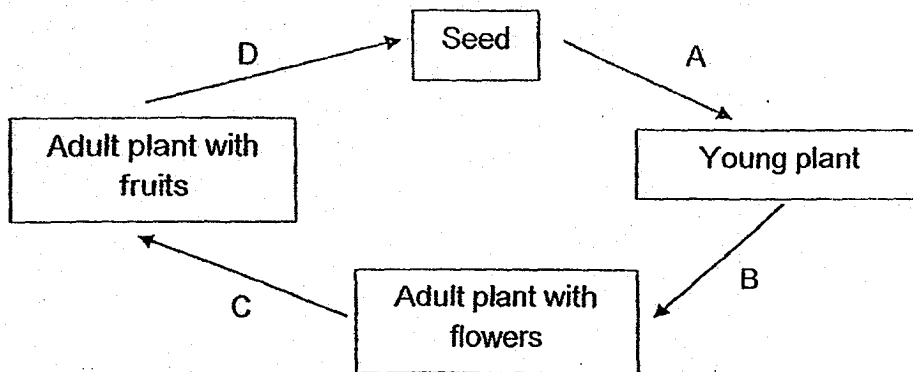 Seed
D
A
Adult plant with
fruits
Young plant
B
C
Adult plant with
flowers